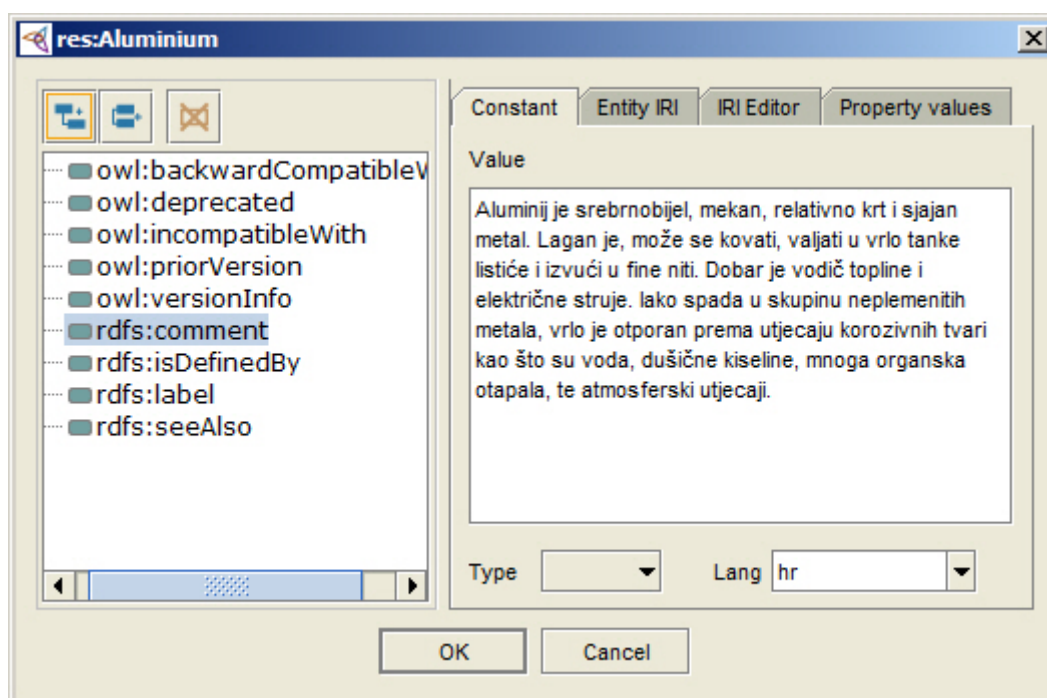 res:Aluminium
owl:backwardCompatibleW
owl:deprecated
owl:incompatibleWith
owl:priorVersion
owl:versionInfo
rdfs:comment
rdfs:isDefinedBy
rdfs:label
rdfs:seeAlso
Constant
Entity IRI
IRI Editor
Property values
Value
Aluminij je srebrnobijel, mekan, relativno krt i sjajan
metal. Lagan je, može se kovati, valjati u vrlo tanke
listiće i izvući u fine niti. Dobar je vodič topline i
električne struje. Iako spada u skupinu neplemenitih
metala, vrlo je otporan prema utjecaju korozivnih tvari
kao što su voda, dušične kiseline, mnoga organska
otapala, te atmosferski utjecaji.
Type
Lang hr
OK
Cancel